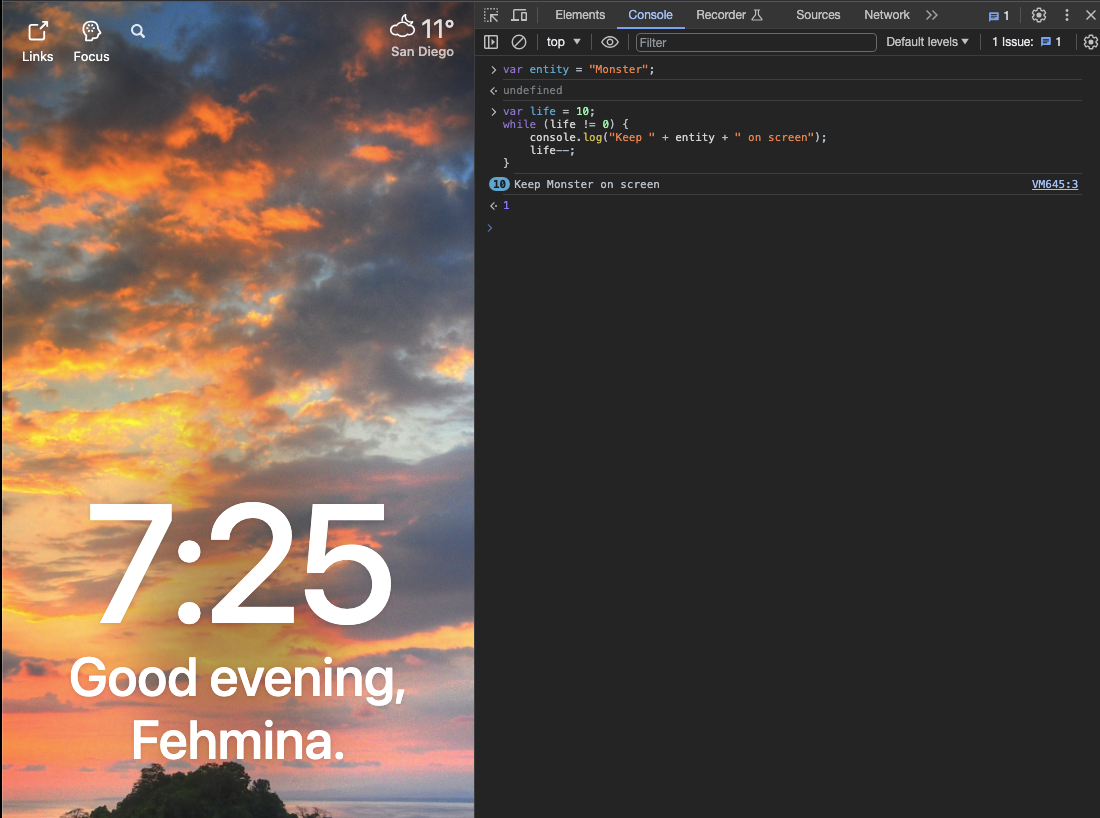 Links
Focus
11°
San Diego
7:25
Good evening,
Fehmina.
Elements Console Recorder Sources Network 1
top Filter Default levels 1 Issue: 1
var entity = "Monster";
undefined
var life = 10;
while (life != 0) {
    console.log("Keep " + entity + " on screen");
    life--;
}
10 Keep Monster on screen VM645:3
1